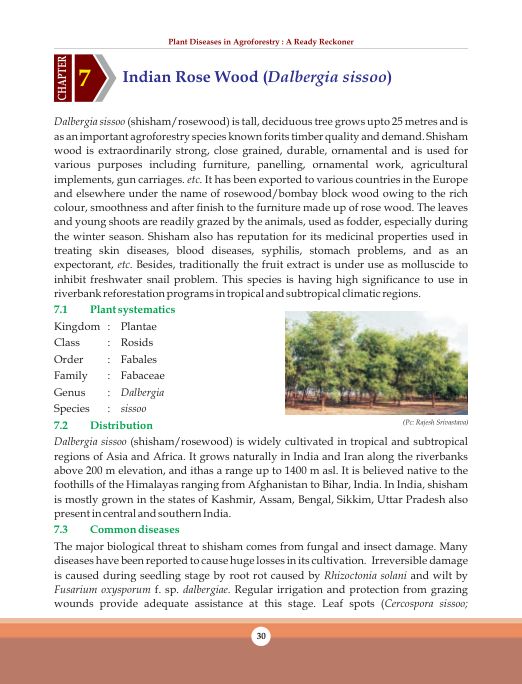 Plant Diseases in Agroforestry : A Ready Reckoner
CHAPTER
7
Indian Rose Wood (Dalbergia sissoo)
Dalbergia sissoo (shisham/rosewood) is tall, deciduous tree grows upto 25 metres and is
as an important agroforestry species known forits timber quality and demand. Shisham
wood is extraordinarily strong, close grained, durable, ornamental and is used for
various purposes including furniture, panelling, ornamental work, agricultural
implements, gun carriages. etc. It has been exported to various countries in the Europe
and elsewhere under the name of rosewood/bombay block wood owing to the rich
colour, smoothness and after finish to the furniture made up of rose wood. The leaves
and young shoots are readily grazed by the animals, used as fodder, especially during
the winter season. Shisham also has reputation for its medicinal properties used in
treating skin diseases, blood diseases, syphilis, stomach problems, and as an
expectorant, etc. Besides, traditionally the fruit extract is under use as molluscide to
inhibit freshwater snail problem. This species is having high significance to use in
riverbank reforestation programs in tropical and subtropical climatic regions.
7.1 Plant systematics
Kingdom : Plantae
Class : Rosids
Order : Fabales
Family : Fabaceae
Genus : Dalbergia
Species : sissoo
(Pc: Rajesh Srivastava)
7.2 Distribution
Dalbergia sissoo (shisham/rosewood) is widely cultivated in tropical and subtropical
regions of Asia and Africa. It grows naturally in India and Iran along the riverbanks
above 200 m elevation, and ithas a range up to 1400 m asl. It is believed native to the
foothills of the Himalayas ranging from Afghanistan to Bihar, India. In India, shisham
is mostly grown in the states of Kashmir, Assam, Bengal, Sikkim, Uttar Pradesh also
present in central and southern India.
7.3 Common diseases
The major biological threat to shisham comes from fungal and insect damage. Many
diseases have been reported to cause huge losses in its cultivation. Irreversible damage
is caused during seedling stage by root rot caused by Rhizoctonia solani and wilt by
Fusarium oxysporum f. sp. dalbergiae. Regular irrigation and protection from grazing
wounds provide adequate assistance at this stage. Leaf spots (Cercospora sissoo;
30